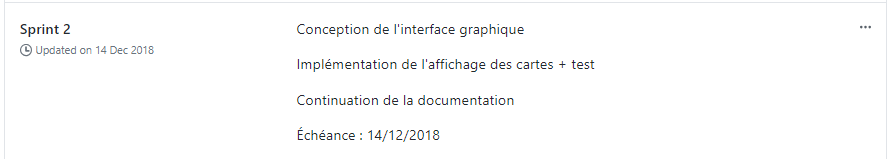 Sprint 2
Updated on 14 Dec 2018
Conception de l'interface graphique
Implémentation de l'affichage des cartes + test
Continuation de la documentation
Échéance : 14/12/2018